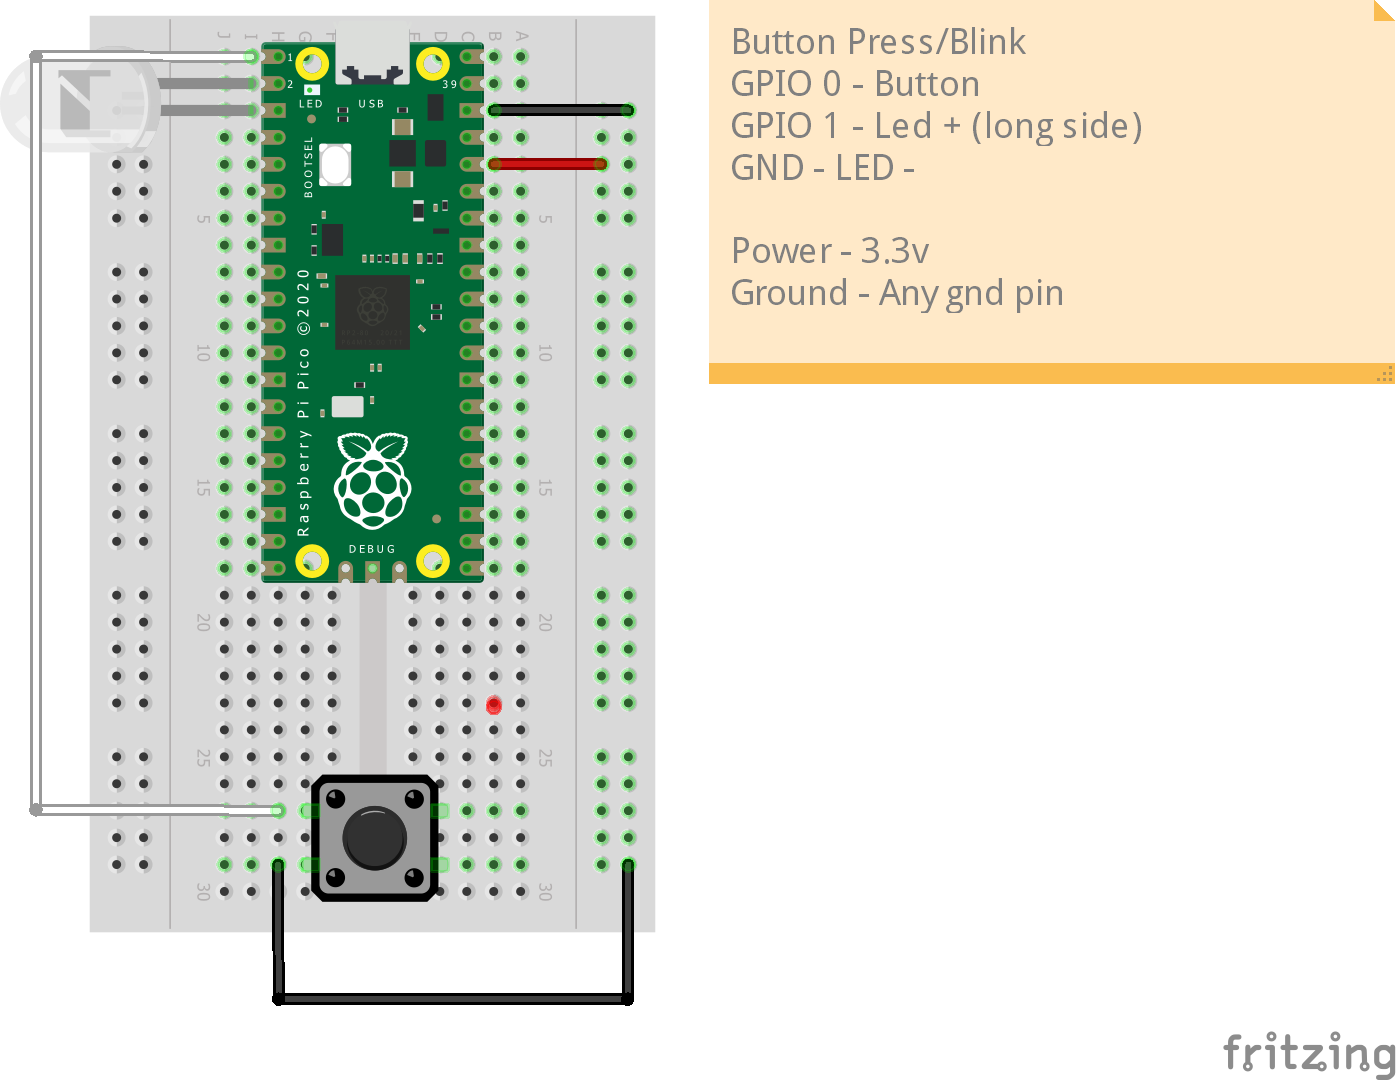 Button Press/Blink
GPIO 0 - Button
GPIO 1 - Led + (long side)
GND - LED -
Power - 3.3v
Ground - Any gnd pin
J I H G F E D C B A
1
2
39
LED
USB
BOOTSEL
Raspberry Pi Pico ©2020
DEBUG
5
5
10
10
15
15
20
20
25
25
30
30
fritzing